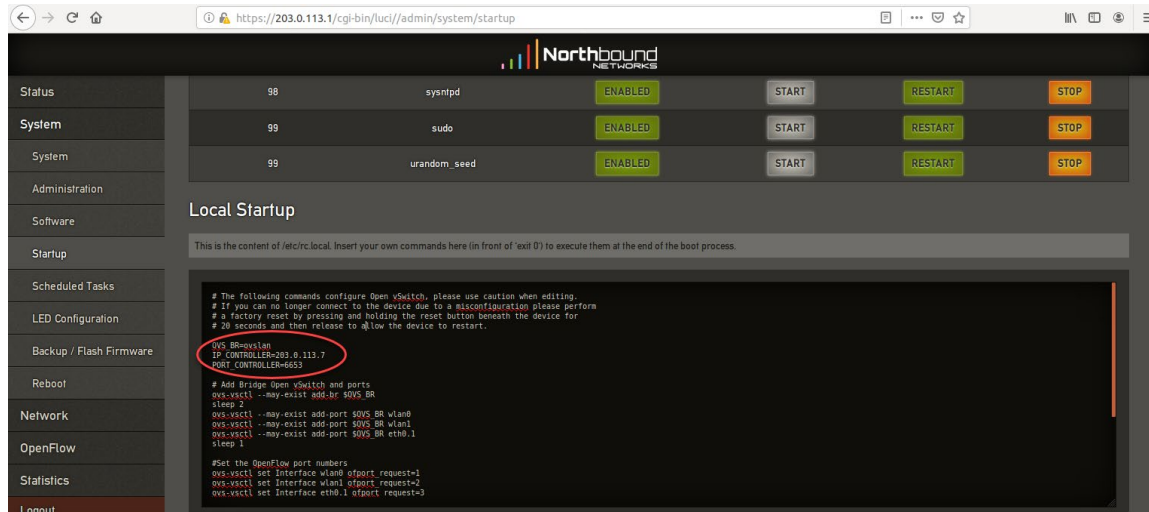 https://203.0.113.1/cgi-bin/luci//admin/system/startup
Northbound
NETWORKS
Status
98 sysntpd ENABLED START RESTART STOP
System
99 sudo ENABLED START RESTART STOP
System
99 urandom_seed ENABLED START RESTART STOP
Administration
Software
Local Startup
This is the content of /etc/rc.local. Insert your own commands here (in front of 'exit 0') to execute them at the end of the boot process.
Startup
Scheduled Tasks
LED Configuration
Backup / Flash Firmware
Reboot
Network
OpenFlow
Statistics
Logout
# The following commands configure Open vSwitch, please use caution when editing.
# If you can no longer connect to the device due to a misconfiguration please perform
# a factory reset by pressing and holding the reset button beneath the device for
# 20 seconds and then release to allow the device to restart.
OVS_BR=ovslan
IP_CONTROLLER=203.0.113.7
PORT_CONTROLLER=6653
# Add Bridge Open vSwitch and ports
ovs-vsctl --may-exist add-br $OVS_BR
sleep 2
ovs-vsctl --may-exist add-port $OVS_BR wlan0
ovs-vsctl --may-exist add-port $OVS_BR wlan1
ovs-vsctl --may-exist add-port $OVS_BR eth0.1
sleep 1
#Set the OpenFlow port numbers
ovs-vsctl set Interface wlan0 ofport_request=1
ovs-vsctl set Interface wlan1 ofport_request=2
ovs-vsctl set Interface eth0.1 ofport_request=3